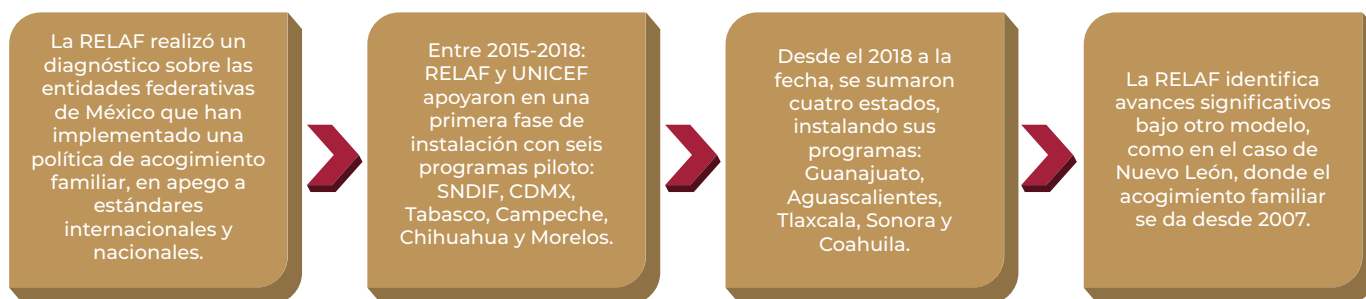 La RELAF realizó un
diagnóstico sobre las
entidades federativas
de México que han
implementado una
política de acogimiento
familiar, en apego a
estándares
internacionales y
nacionales.
Entre 2015-2018:
RELAF y UNICEF
apoyaron en una
primera fase de
instalación con seis
programas piloto:
SNDIF, CDMX,
Tabasco, Campeche,
Chihuahua y Morelos.
Desde el 2018 a la
fecha, se sumaron
cuatro estados,
instalando sus
programas:
Guanajuato,
Aguascalientes,
Tlaxcala, Sonora y
Coahuila.
La RELAF identifica
avances significativos
bajo otro modelo,
como en el caso de
Nuevo León, donde el
acogimiento familiar
se da desde 2007.